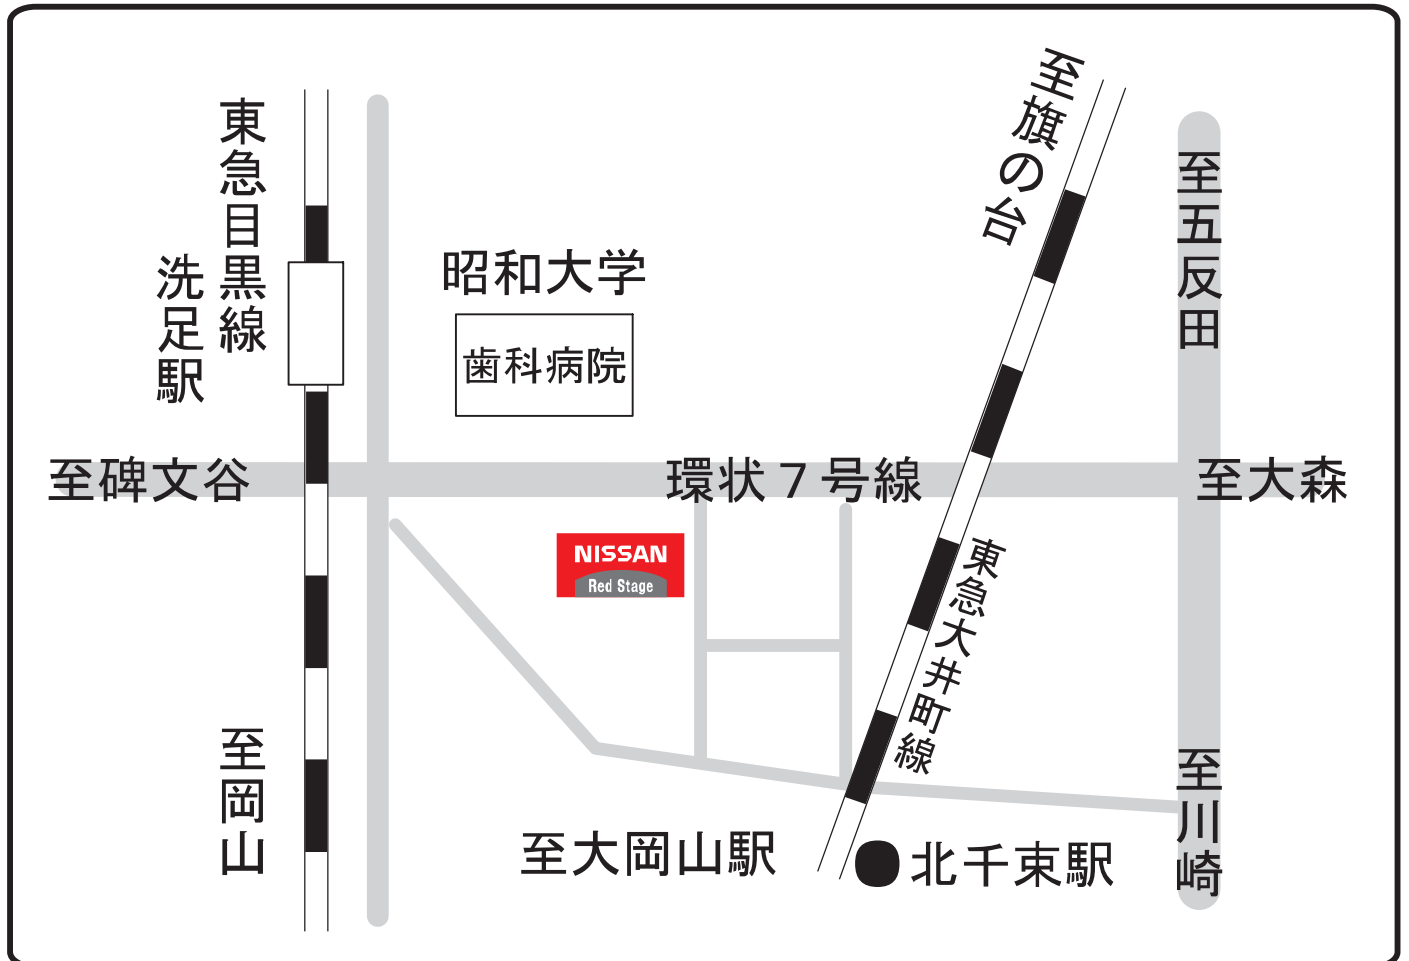 東急目黒線
洗足駅
昭和大学
歯科病院
至旗の台
至五反田
至碑文谷
環状７号線
至大森
NISSAN
Red Stage
東急大井町線
至岡山
至大岡山駅
北千束駅
至川崎